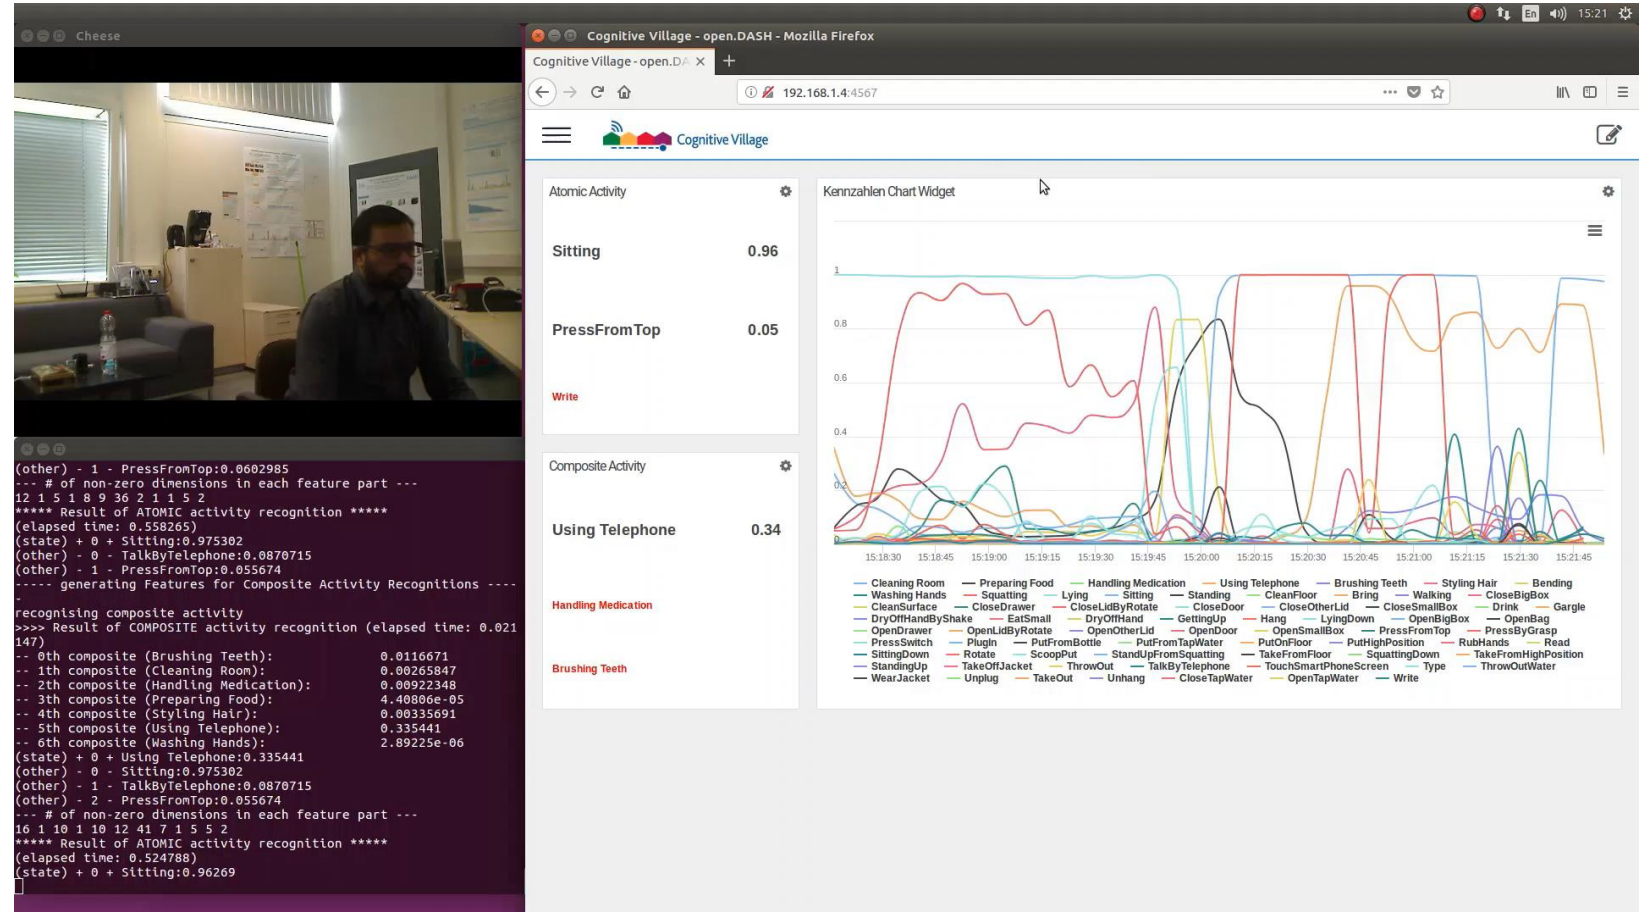 En 15:21
Cheese
Cognitive Village - open.DASH - Mozilla Firefox
Cognitive Village - open.DA
192.168.1.4:4567
Cognitive Village
Atomic Activity
Sitting 0.96
PressFromTop 0.05
Write
Composite Activity
Using Telephone 0.34
Handling Medication
Brushing Teeth
Kennzahlen Chart Widget
1
0.8
0.6
0.4
0.2
0
15:18:30 15:18:45 15:19:00 15:19:15 15:19:30 15:19:45 15:20:00 15:20:15 15:20:30 15:20:45 15:21:00 15:21:15 15:21:30 15:21:45
Cleaning Room Preparing Food Handling Medication Using Telephone Brushing Teeth Styling Hair Bending
Washing Hands Squatting Lying Sitting Standing CleanFloor Bring Walking CloseBigBox
CleanSurface CloseDrawer CloseLidByRotate CloseDoor CloseOtherLid CloseSmallBox Drink Gargle
DryOffHandByShake EatSmall DryOffHand GettingUp Hang LyingDown OpenBigBox OpenBag
OpenDrawer OpenLidByRotate OpenOtherLid OpenDoor OpenSmallBox PressFromTop PressByGrasp
PressSwitch PlugIn PutFromBottle PutFromTapWater PutOnFloor PutHighPosition RubHands Read
SittingDown Rotate ScoopPut StandUpFromSquatting TakeFromFloor SquattingDown TakeFromHighPosition
StandingUp TakeOffJacket ThrowOut TalkByTelephone TouchSmartPhoneScreen Type ThrowOutWater
WearJacket Unplug TakeOut Unhang CloseTapWater OpenTapWater Write
(other) - 1 - PressFromTop:0.0602985
--- # of non-zero dimensions in each feature part ---
12 1 5 1 8 9 36 2 1 1 5 2
***** Result of ATOMIC activity recognition *****
(elapsed time: 0.558265)
(state) + 0 + Sitting:0.975302
(other) - 0 - TalkByTelephone:0.0870715
(other) - 1 - PressFromTop:0.055674
----- generating Features for Composite Activity Recognitions ----
-
recognising composite activity
>>>> Result of COMPOSITE activity recognition (elapsed time: 0.021
147)
-- 0th composite (Brushing Teeth): 0.0116671
-- 1th composite (Cleaning Room): 0.00265847
-- 2th composite (Handling Medication): 0.00922348
-- 3th composite (Preparing Food): 4.40806e-05
-- 4th composite (Styling Hair): 0.00335691
-- 5th composite (Using Telephone): 0.335441
-- 6th composite (Washing Hands): 2.89225e-06
(state) + 0 + Using Telephone:0.335441
(other) - 0 - Sitting:0.975302
(other) - 1 - TalkByTelephone:0.0870715
(other) - 2 - PressFromTop:0.055674
--- # of non-zero dimensions in each feature part ---
16 1 10 1 10 12 41 7 1 5 5 2
***** Result of ATOMIC activity recognition *****
(elapsed time: 0.524788)
(state) + 0 + Sitting:0.96269